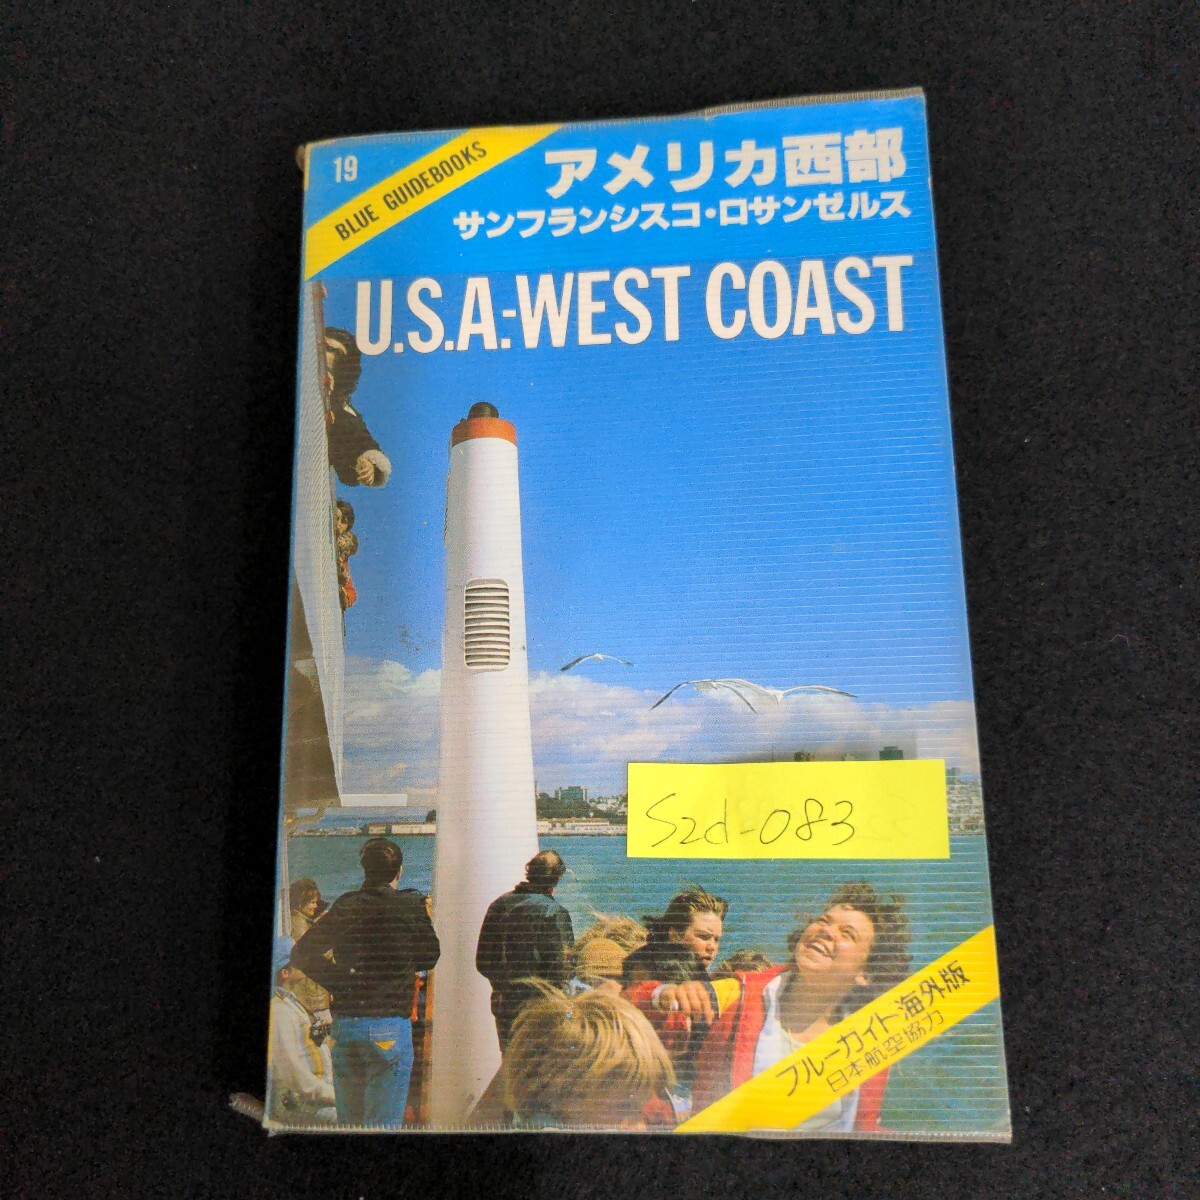 19
BLUE GUIDEBOOKS
アメリカ西部
サンフランシスコ・ロサンゼルス
U.S.A.-WEST COAST
S2d-083
ブルーガイド海外版
日本航空協力